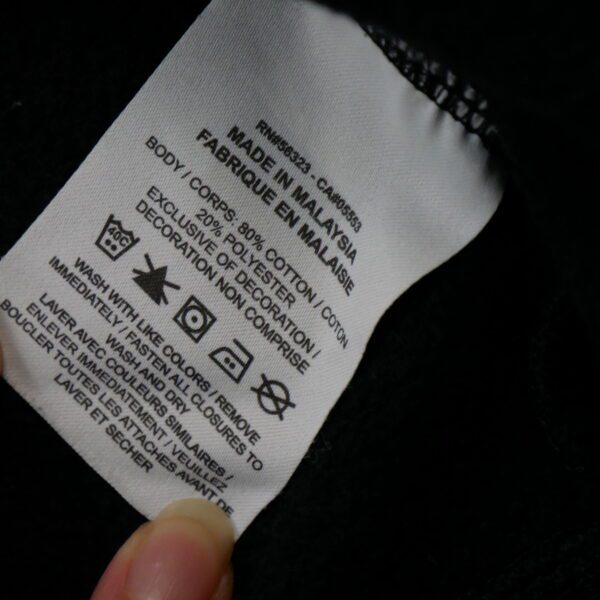 RN#56323 - CA#05553
MADE IN MALAYSIA
FABRIQUE EN MALAISIE
BODY / CORPS: 80% COTTON / COTON
20% POLYESTER
EXCLUSIVE OF DECORATION /
DECORATION NON COMPRISE
40C
WASH WITH LIKE COLORS / REMOVE
IMMEDIATELY / FASTEN ALL CLOSURES TO
WASH AND DRY
LAVER AVEC COULEURS SIMILAIRES /
ENLEVER IMMEDIATEMENT / VEUILLEZ
BOUCLER TOUTES LES ATTACHES AVANT DE
LAVER ET SECHER